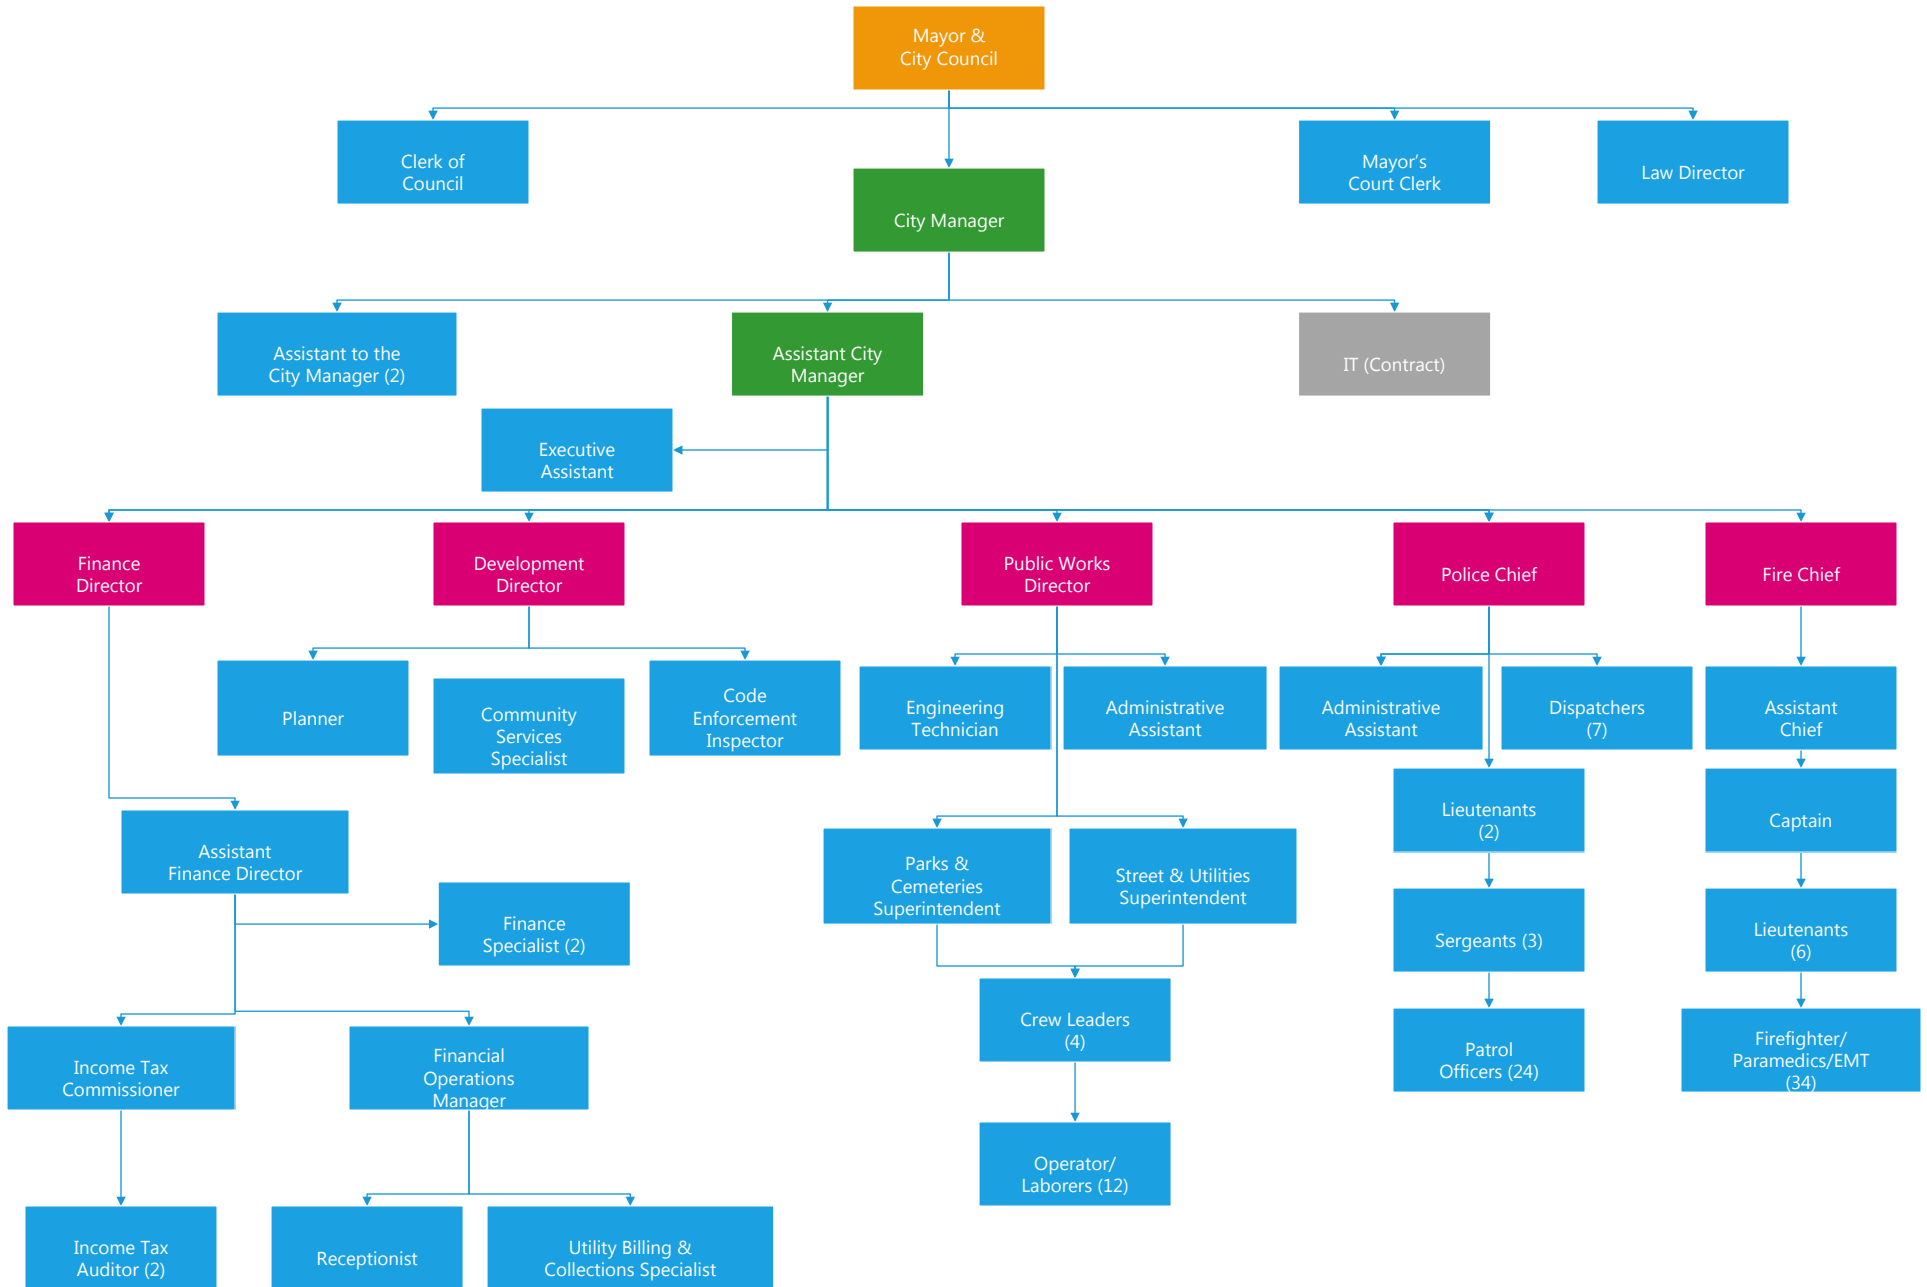 Mayor &
City Council
Clerk of
Council
Mayor's
Court Clerk
Law Director
City Manager
Assistant to the
City Manager (2)
Assistant City
Manager
IT (Contract)
Executive
Assistant
Finance
Director
Development
Director
Public Works
Director
Police Chief
Fire Chief
Planner
Community
Services
Specialist
Code
Enforcement
Inspector
Engineering
Technician
Administrative
Assistant
Administrative
Assistant
Dispatchers
(7)
Assistant
Chief
Lieutenants
(2)
Captain
Assistant
Finance Director
Parks &
Cemeteries
Superintendent
Street & Utilities
Superintendent
Finance
Specialist (2)
Sergeants (3)
Lieutenants
(6)
Crew Leaders
(4)
Income Tax
Commissioner
Financial
Operations
Manager
Patrol
Officers (24)
Firefighter/
Paramedics/EMT
(34)
Operator/
Laborers (12)
Income Tax
Auditor (2)
Receptionist
Utility Billing &
Collections Specialist